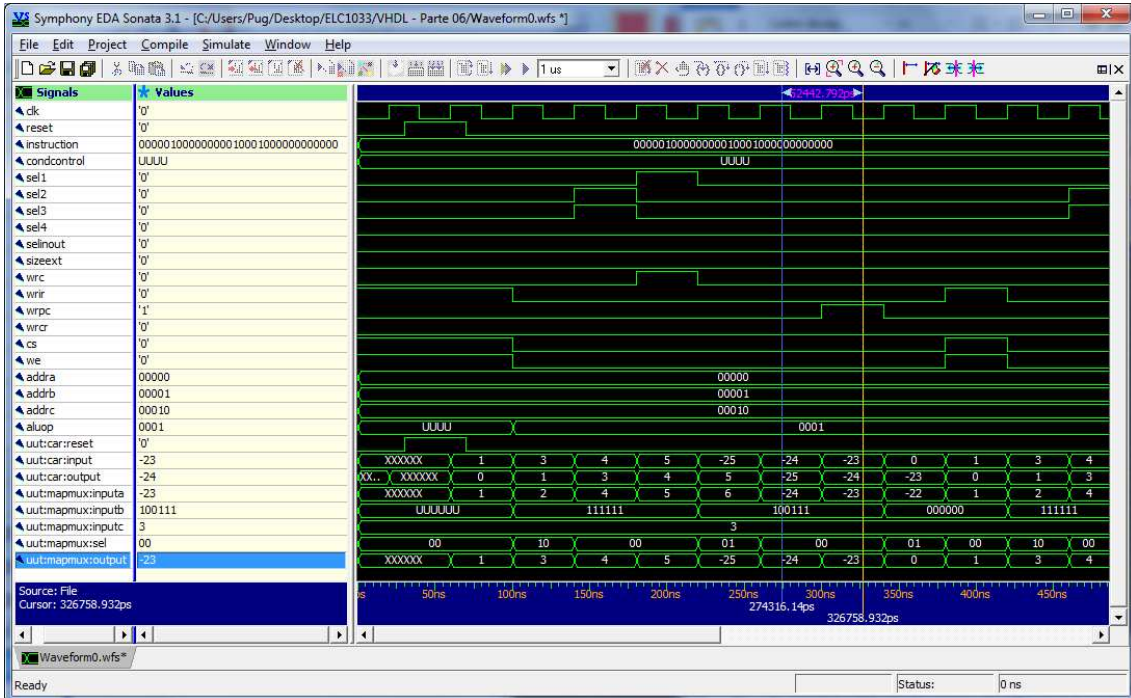 Symphony EDA Sonata 3.1 - [C:/Users/Pug/Desktop/ELC1033/VHDL - Parte 06/Waveform0.wfs *]
File Edit Project Compile Simulate Window Help
1 us
Signals Values
clk '0'
reset '0'
instruction 00000100000000010001000000000000
condcontrol UUUU UUUU
sel1 '0'
sel2 '0'
sel3 '0'
sel4 '0'
selinout '0'
sizeext '0'
wrc '0'
wrir '0'
wrpc '1'
wrcr '0'
cs '0'
we '0'
addra 00000 00000
addrb 00001 00001
addrc 00010 00010
aluop 0001 UUUU 0001
uut:car:reset '0'
uut:car:input -23 XXXXXX 1 3 4 5 -25 -24 -23 0 1 3 4
uut:car:output -24 XX.. XXXXXX 0 1 3 4 5 -25 -24 -23 0 1 3
uut:mapmux:inputa -23 XXXXXX 1 2 4 5 6 -24 -23 -22 1 2 4
uut:mapmux:inputb 100111 UUUUUU 111111 100111 000000 111111
uut:mapmux:inputc 3 3
uut:mapmux:sel 00 00 10 00 01 00 01 00 10 00
uut:mapmux:output -23 XXXXXX 1 3 4 5 -25 -24 -23 0 1 3 4
Source: File
Cursor: 326758.932ps
50ns 100ns 150ns 200ns 250ns 300ns 350ns 400ns 450ns
274316.14ps
326758.932ps
Waveform0.wfs*
Ready Status: 0 ns